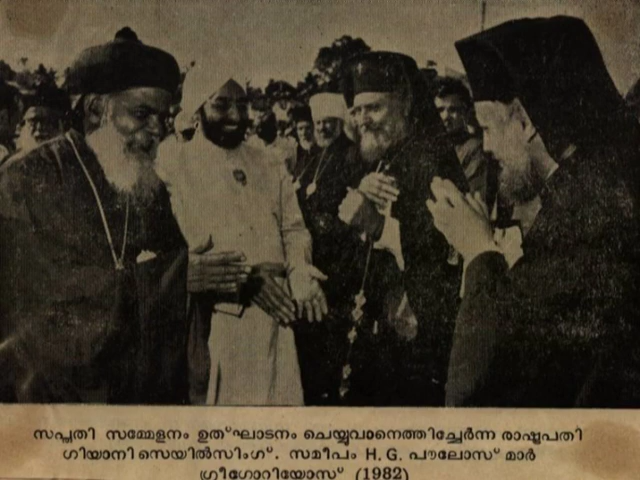 സപ്തതി സമ്മേളനം ഉത്ഘാടനം ചെയ്യുവാനെത്തിച്ചേർന്ന രാഷ്ട്രപതി
ഗിയാനി സെയിൽസിംഗ്. സമീപം H. G. പൗലോസ് മാർ
ഗ്രീഗോറിയോസ് (1982)